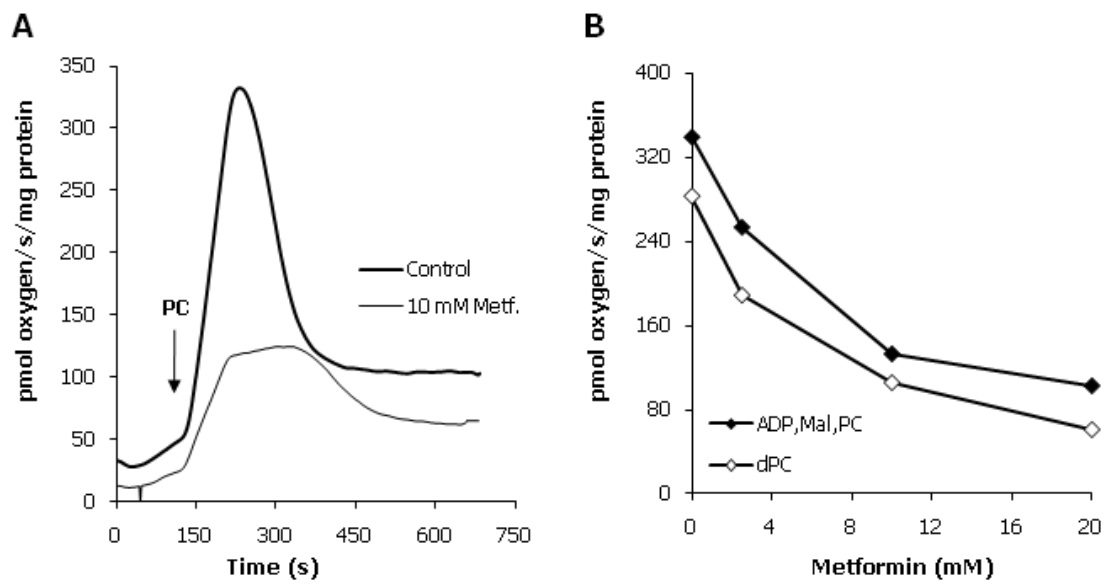 A
pmol oxygen/s/mg protein
350
300
250
200
150
100
50
0
PC
Control
10 mM Metf.
0 150 300 450 600 750
Time (s)
B
pmol oxygen/s/mg protein
400
320
240
160
80
0
ADP,Mal,PC
dPC
0 4 8 12 16 20
Metformin (mM)